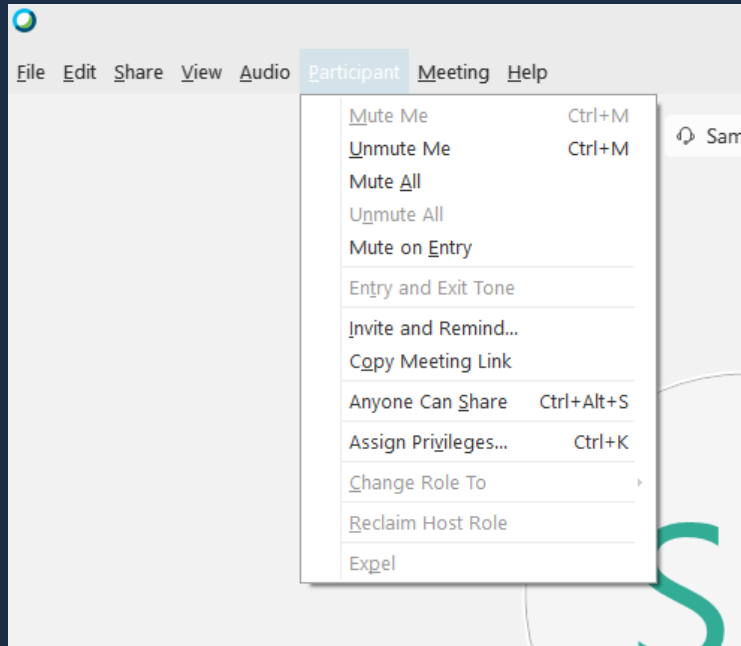 File Edit Share View Audio Participant Meeting Help
Mute Me Ctrl+M
Unmute Me Ctrl+M
Mute All
Unmute All
Mute on Entry
Entry and Exit Tone
Invite and Remind...
Copy Meeting Link
Anyone Can Share Ctrl+Alt+S
Assign Privileges... Ctrl+K
Change Role To
Reclaim Host Role
Expel
Sam
S